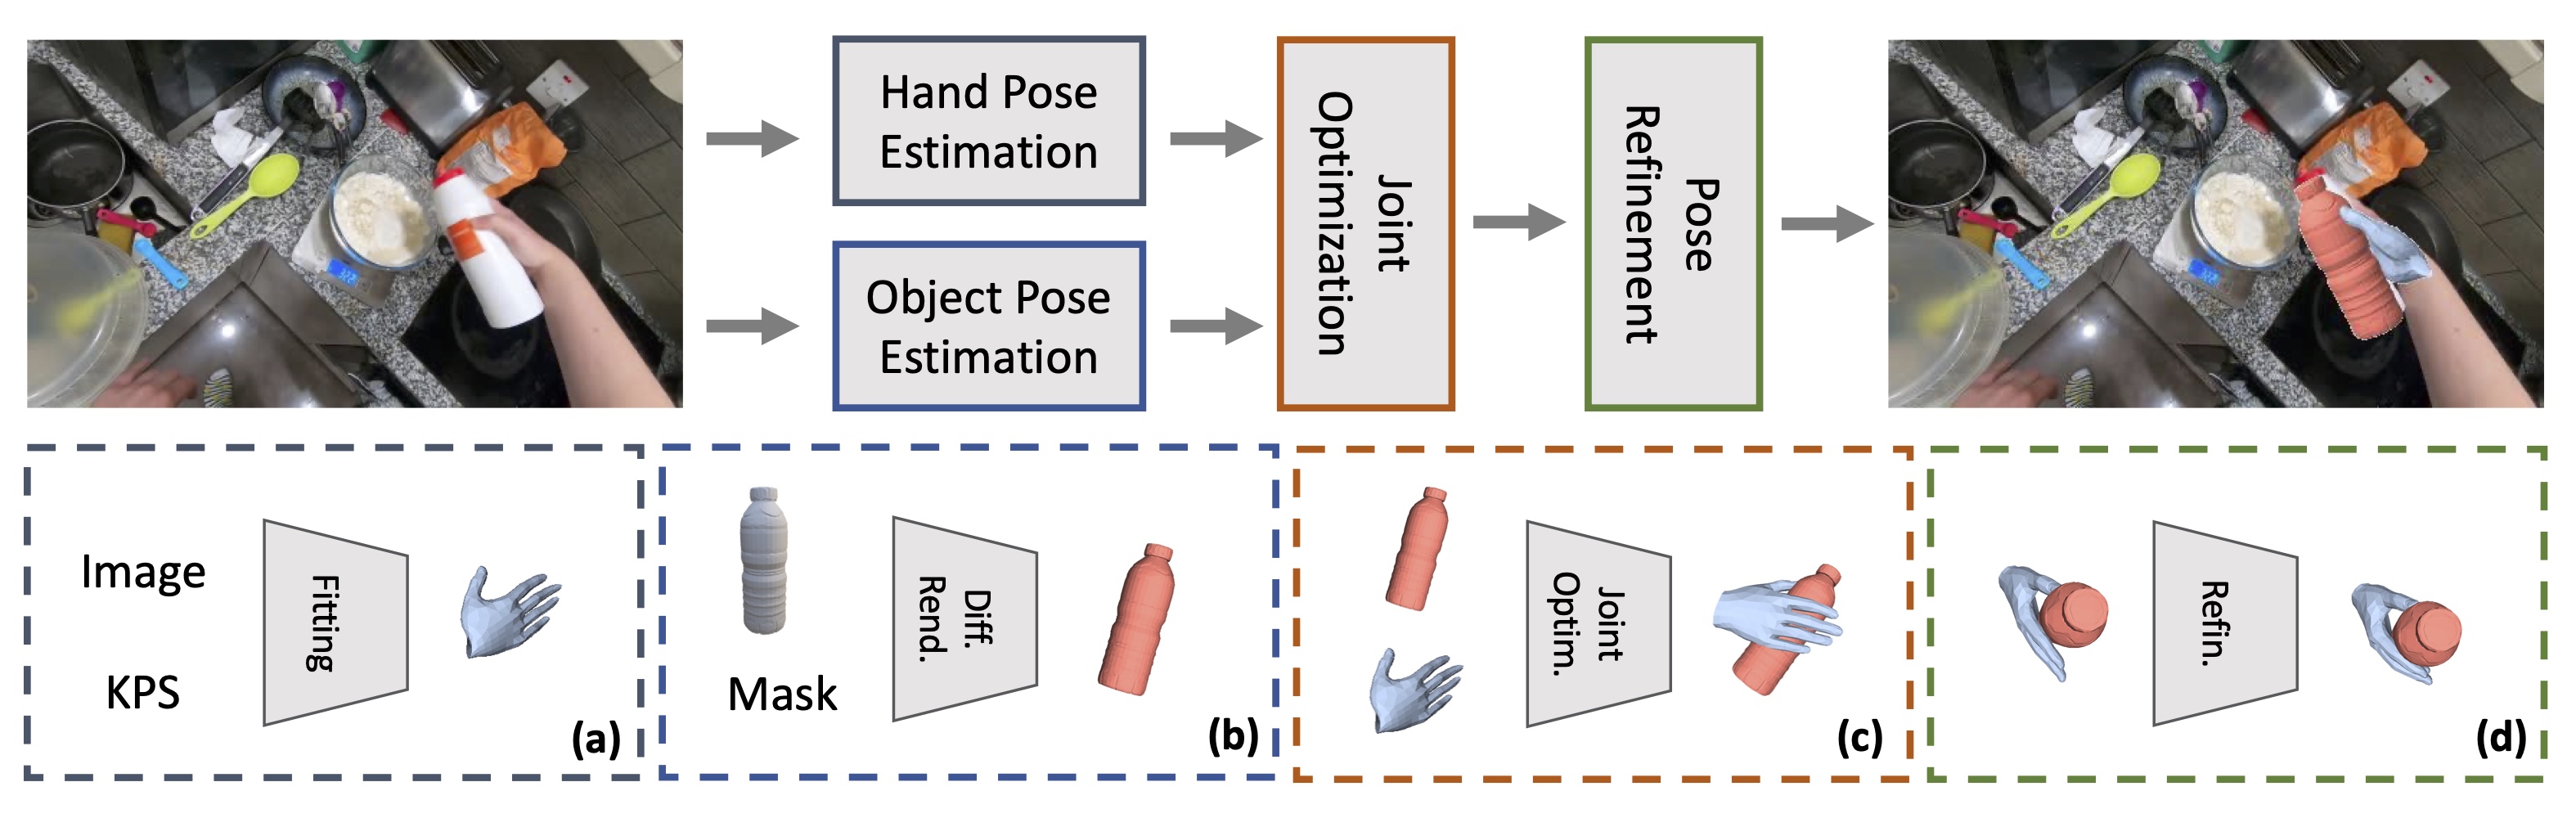 Hand Pose
Estimation
Object Pose
Estimation
Joint
Optimization
Pose
Refinement
Image
KPS
Fitting
(a)
Mask
Diff.
Rend.
(b)
Joint
Optim.
(c)
Refin.
(d)